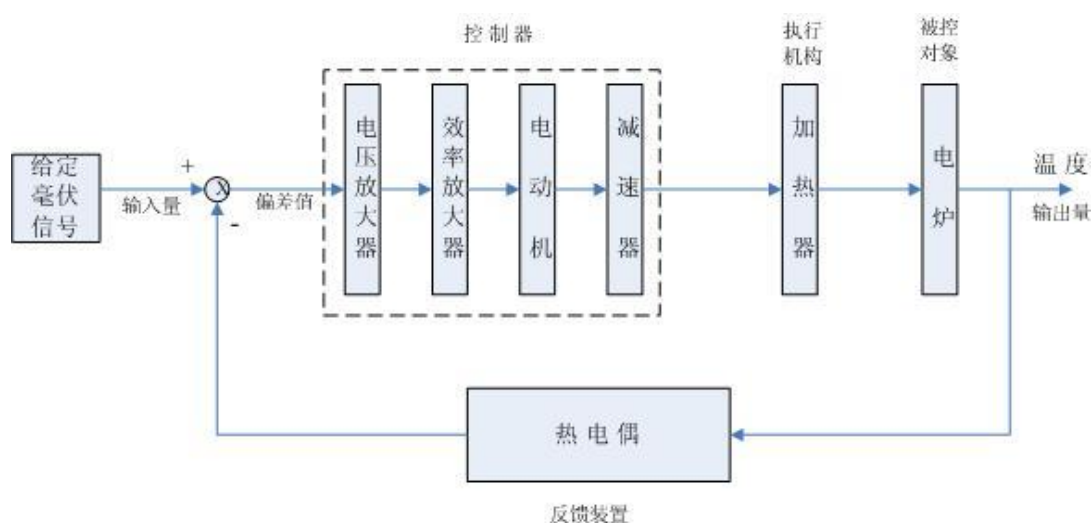 控制器
执行
机构
被控
对象
给定
毫伏
信号
+
输入量
X
-
偏差值
电压放大器
效率放大器
电动机
减速器
加热器
电炉
温度
输出量
热电偶
反馈装置